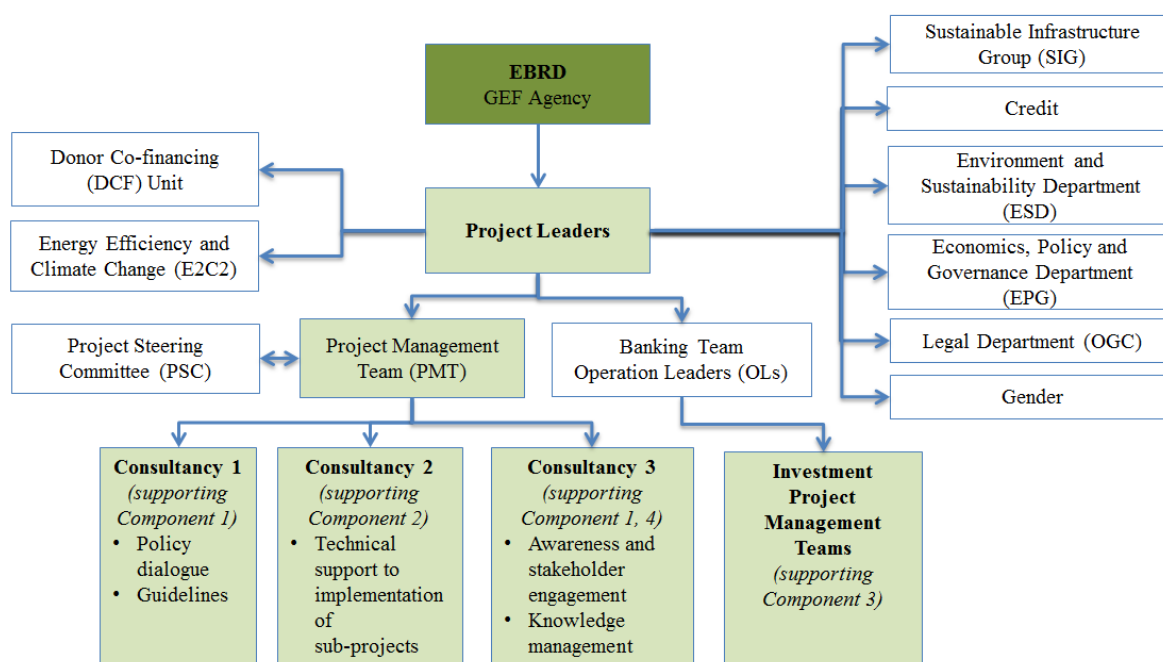 EBRD
GEF Agency
Sustainable Infrastructure
Group (SIG)
Credit
Environment and
Sustainability Department
(ESD)
Economics, Policy and
Governance Department
(EPG)
Legal Department (OGC)
Gender
Donor Co-financing
(DCF) Unit
Energy Efficiency and
Climate Change (E2C2)
Project Leaders
Project Steering
Committee (PSC)
Project Management
Team (PMT)
Banking Team
Operation Leaders (OLs)
Consultancy 1
(supporting
Component 1)
• Policy
dialogue
• Guidelines
Consultancy 2
(supporting
Component 2)
• Technical
support to
implementation
of
sub-projects
Consultancy 3
(supporting
Component 1, 4)
• Awareness and
stakeholder
engagement
• Knowledge
management
Investment
Project
Management
Teams
(supporting
Component 3)